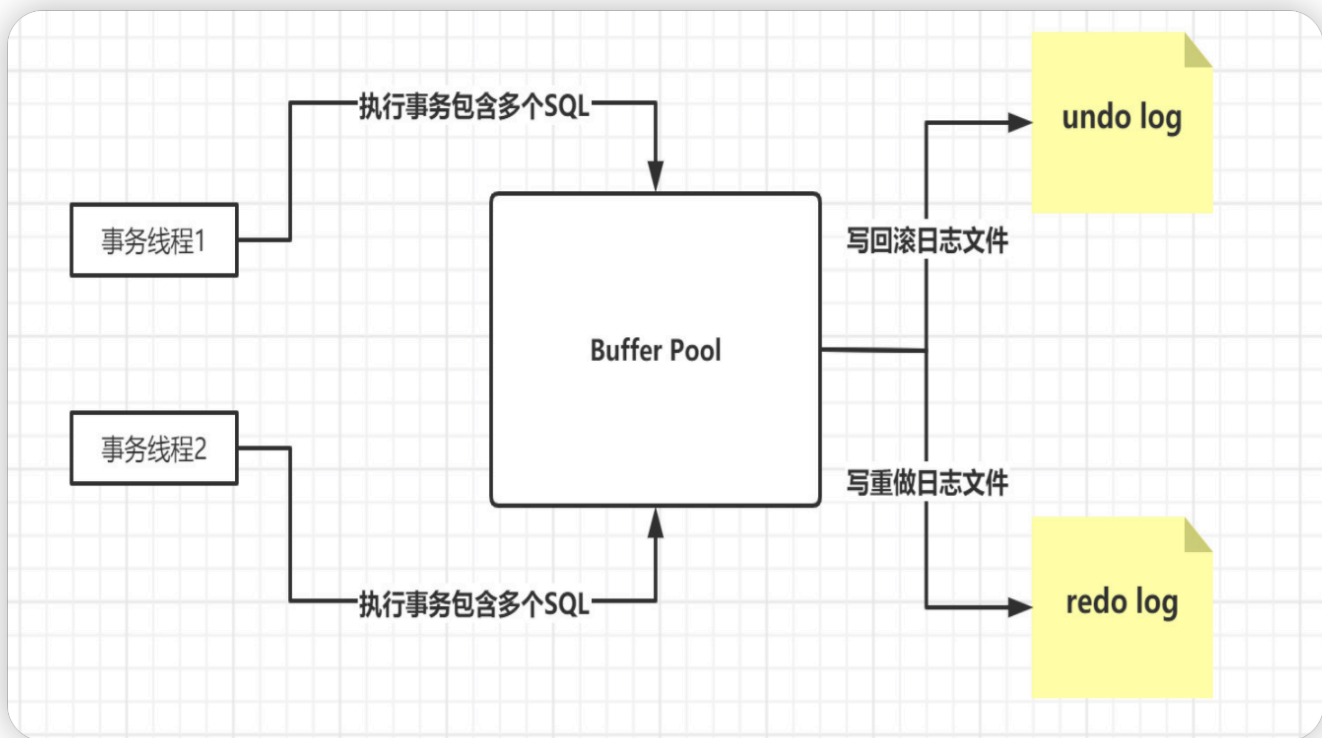 执行事务包含多个SQL
undo log
事务线程1
写回滚日志文件
Buffer Pool
事务线程2
写重做日志文件
执行事务包含多个SQL
redo log